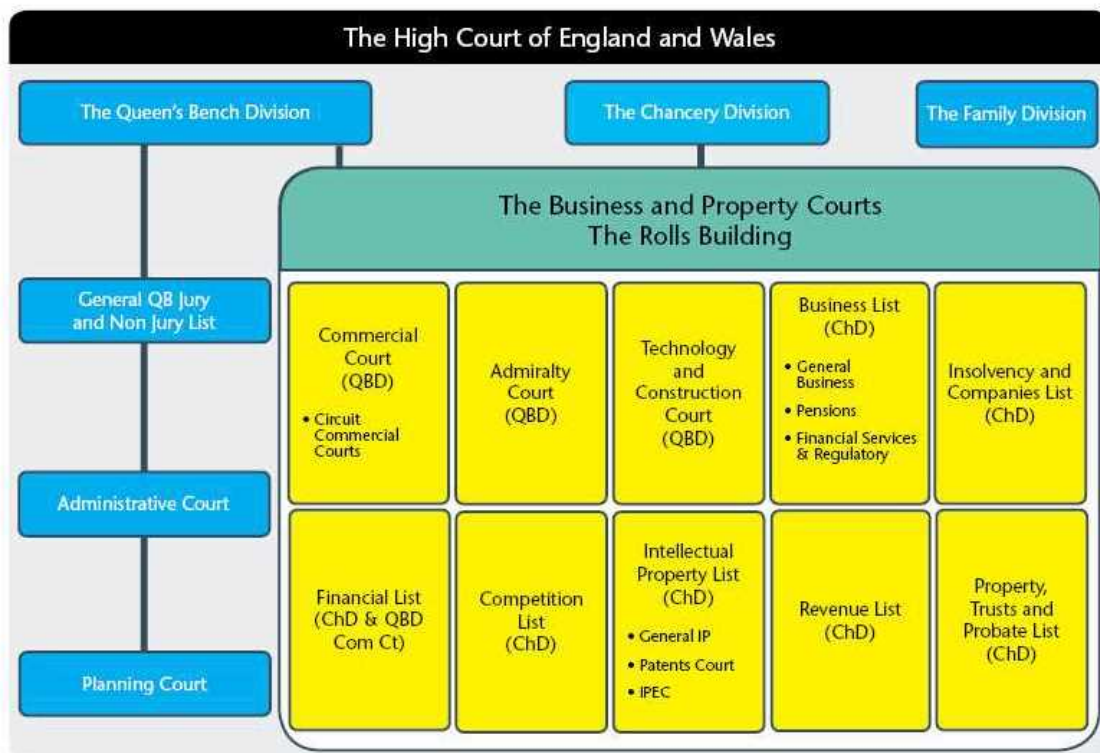 The High Court of England and Wales
The Queen's Bench Division
The Chancery Division
The Family Division
The Business and Property Courts
The Rolls Building
General QB Jury
and Non Jury List
Administrative Court
Planning Court
Commercial
Court
(QBD)
• Circuit
Commercial
Courts
Admiralty
Court
(QBD)
Technology
and
Construction
Court
(QBD)
Business List
(ChD)
• General
Business
• Pensions
• Financial Services
& Regulatory
Insolvency and
Companies List
(ChD)
Financial List
(ChD & QBD
Com Ct)
Competition
List
(ChD)
Intellectual
Property List
(ChD)
• General IP
• Patents Court
• IPEC
Revenue List
(ChD)
Property,
Trusts and
Probate List
(ChD)